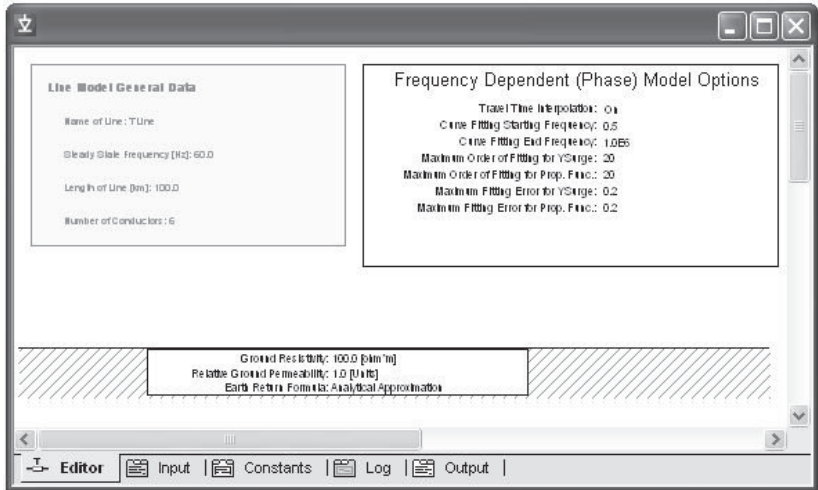 Line Model General Data
Name of Line: TLine
Steady State Frequency [Hz]: 60.0
Length of Line [km]: 100.0
Number of Conductors: 6
Frequency Dependent (Phase) Model Options
Travel Time Interpolation: On
Curve Fitting Starting Frequency: 0.5
Curve Fitting End Frequency: 1.0E6
Maximum Order of Fitting for YSurge: 20
Maximum Order of Fitting for Prop. Func.: 20
Maximum Fitting Error for YSurge: 0.2
Maximum Fitting Error for Prop. Func.: 0.2
Ground Resistivity: 100.0 [ohm*m]
Relative Ground Permeability: 1.0 [Units]
Earth Return Formula: Analytical Approximation
Editor | Input | Constants | Log | Output |